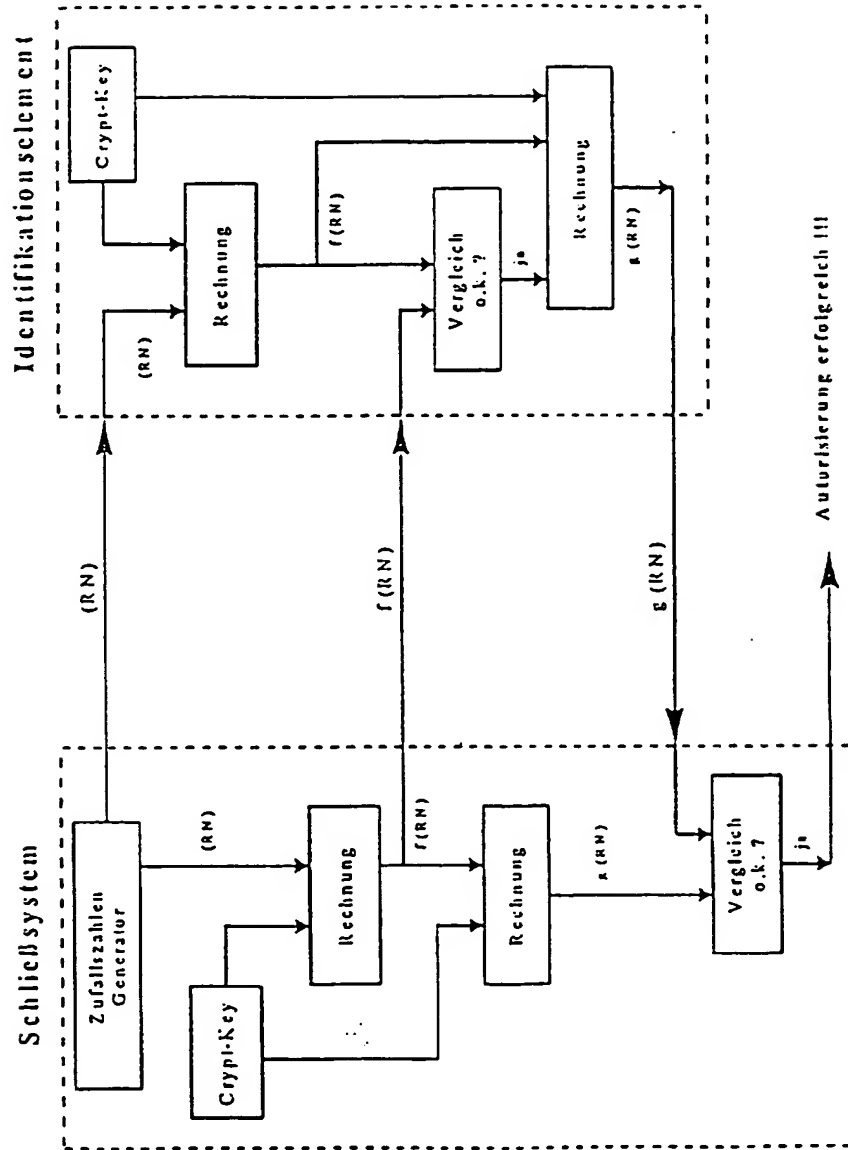 Schließsystem
Zufallszahlen
Generator
Crypt-Key
(RN)
Rechnung
f(RN)
Rechnung
g(RN)
Vergleich
o.k. ?
ja
(RN)
f(RN)
g(RN)
Autorisierung erfolgreich !!!
Identifikationselement
Crypt-Key
(RN)
Rechnung
f(RN)
Vergleich
o.k. ?
ja
Rechnung
g(RN)